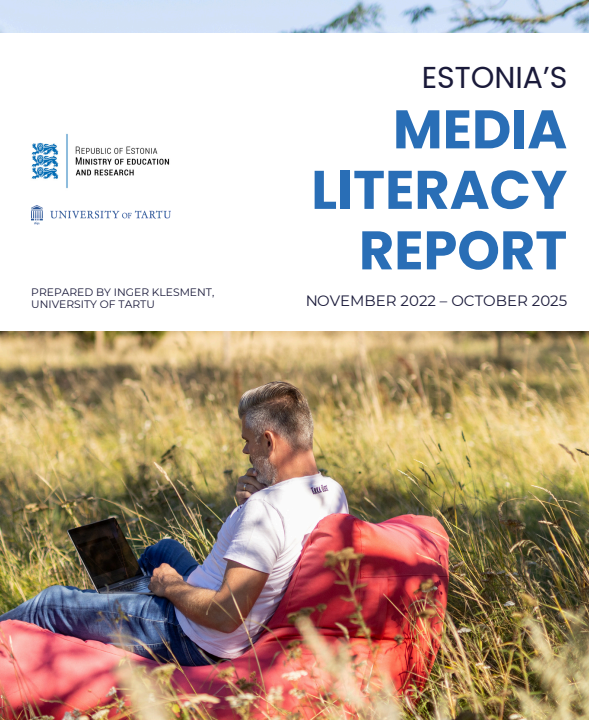 ESTONIA’S
MEDIA
LITERACY
REPORT
NOVEMBER 2022 – OCTOBER 2025
REPUBLIC OF ESTONIA
MINISTRY OF EDUCATION
AND RESEARCH
UNIVERSITY OF TARTU
PREPARED BY INGER KLESMENT,
UNIVERSITY OF TARTU